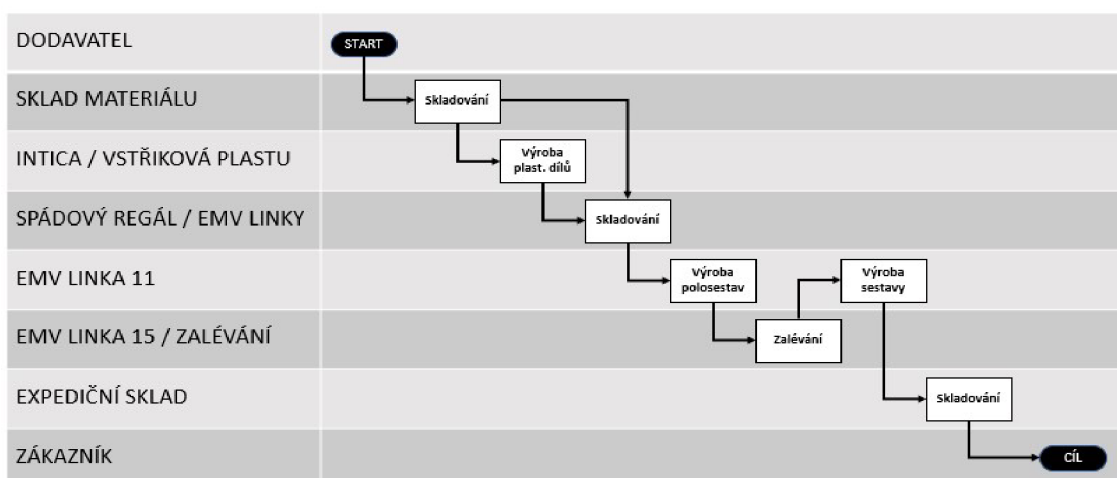 DODAVATEL
START
SKLAD MATERIÁLU
Skladování
INTICA / VSTŘIKOVÁ PLASTU
Výroba
plast. dílů
SPÁDOVÝ REGÁL / EMV LINKY
Skladování
EMV LINKA 11
Výroba
polosestav
Výroba
sestavy
EMV LINKA 15 / ZALÉVÁNÍ
Zalévání
EXPEDIČNÍ SKLAD
Skladování
ZÁKAZNÍK
CÍL